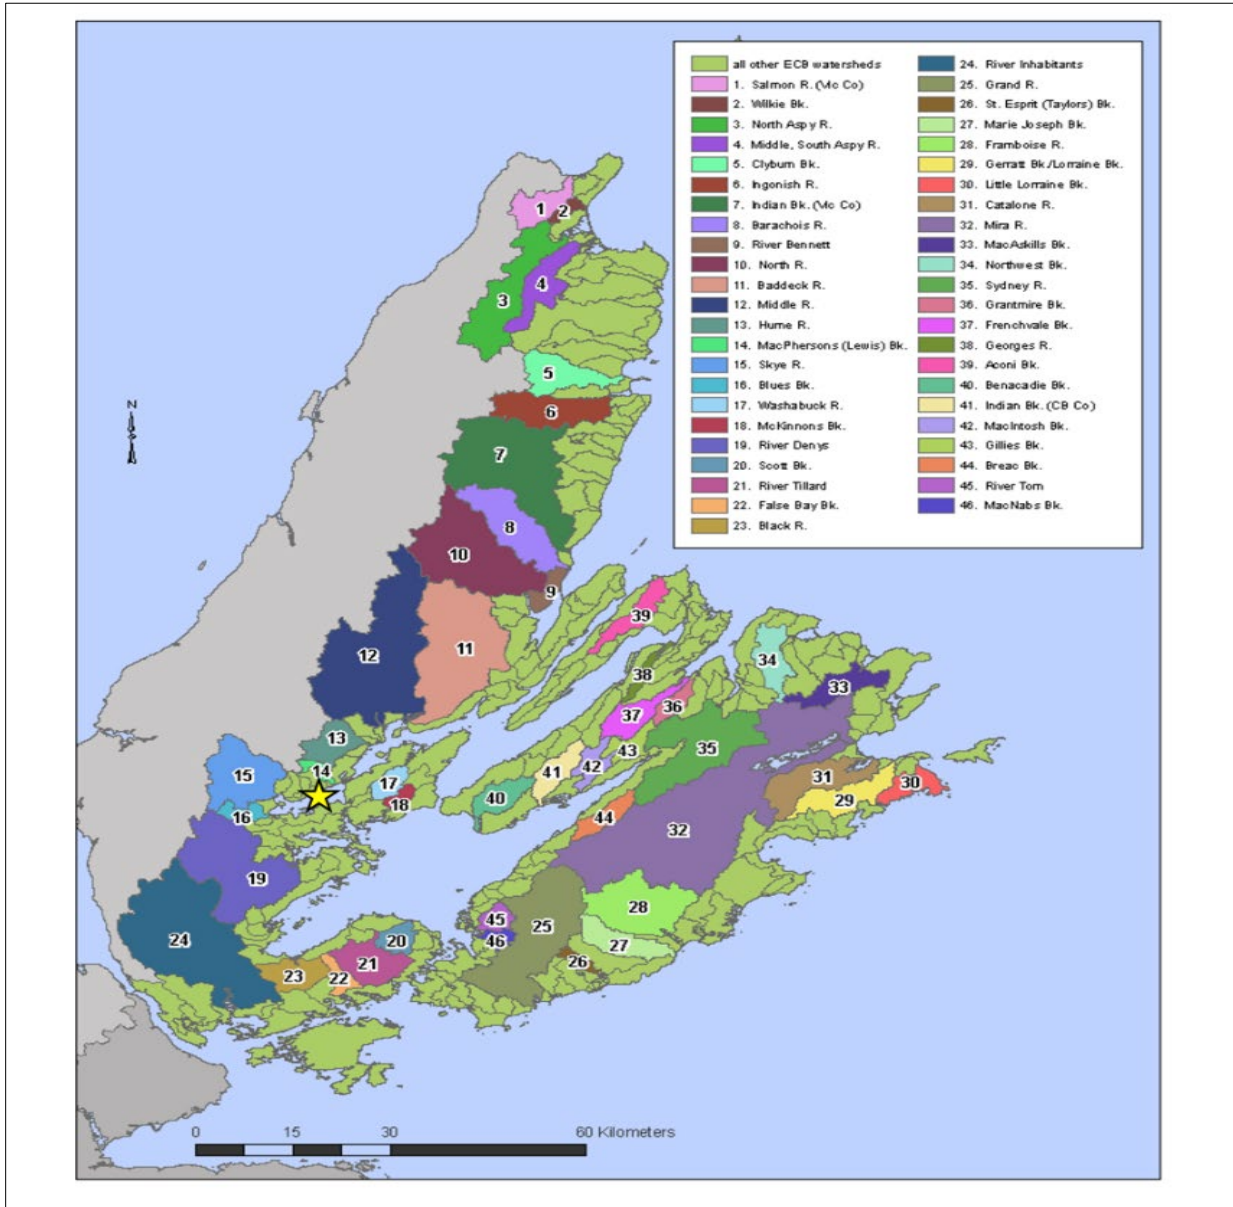 all other ECB watersheds
1. Salmon R. (Vic Co)
2. Wilkie Bk.
3. North Aspy R.
4. Middle, South Aspy R.
5. Clyburn Bk.
6. Ingonish R.
7. Indian Bk. (Vic Co)
8. Barachois R.
9. River Bennett
10. North R.
11. Baddeck R.
12. Middle R.
13. Hume R.
14. MacPhersons (Lewis) Bk.
15. Skye R.
16. Blues Bk.
17. Washabuck R.
18. McKinnons Bk.
19. River Denys
20. Scott Bk.
21. River Tillard
22. False Bay Bk.
23. Black R.
24. River Inhabitants
25. Grand R.
26. St. Esprit (Taylors) Bk.
27. Marie Joseph Bk.
28. Framboise R.
29. Gerratt Bk./Lorraine Bk.
30. Little Lorraine Bk.
31. Catalone R.
32. Mira R.
33. MacAskills Bk.
34. Northwest Bk.
35. Sydney R.
36. Grantmire Bk.
37. Frenchvale Bk.
38. Georges R.
39. Aconi Bk.
40. Benacadie Bk.
41. Indian Bk. (CB Co)
42. MacIntosh Bk.
43. Gillies Bk.
44. Breac Bk.
45. River Tom
46. MacNabs Bk.
1
2
3
4
5
6
N
7
8
10
9
39
11
12
34
38
33
36
37
13
35
43
14
15
42
41
31
17
40
30
18
29
16
44
32
19
28
45
25
20
24
46
27
21
26
23
22
0 15 30 60 Kilometers